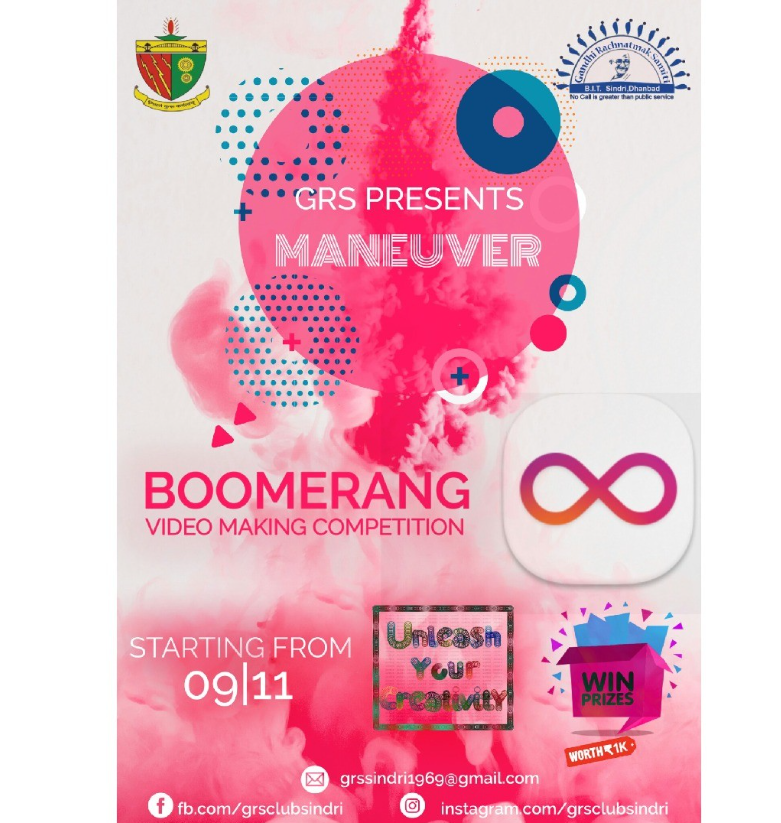 Gandhi Rachnatmak Samiti
B.I.T. Sindri,Dhanbad
No Call is greater than public service
GRS PRESENTS
MANEUVER
BOOMERANG
VIDEO MAKING COMPETITION
STARTING FROM
09|11
Unleash
Your
Creativity
WIN
PRIZES
WORTH ₹1K
grssindri1969@gmail.com
fb.com/grsclubsindri
instagram.com/grsclubsindri